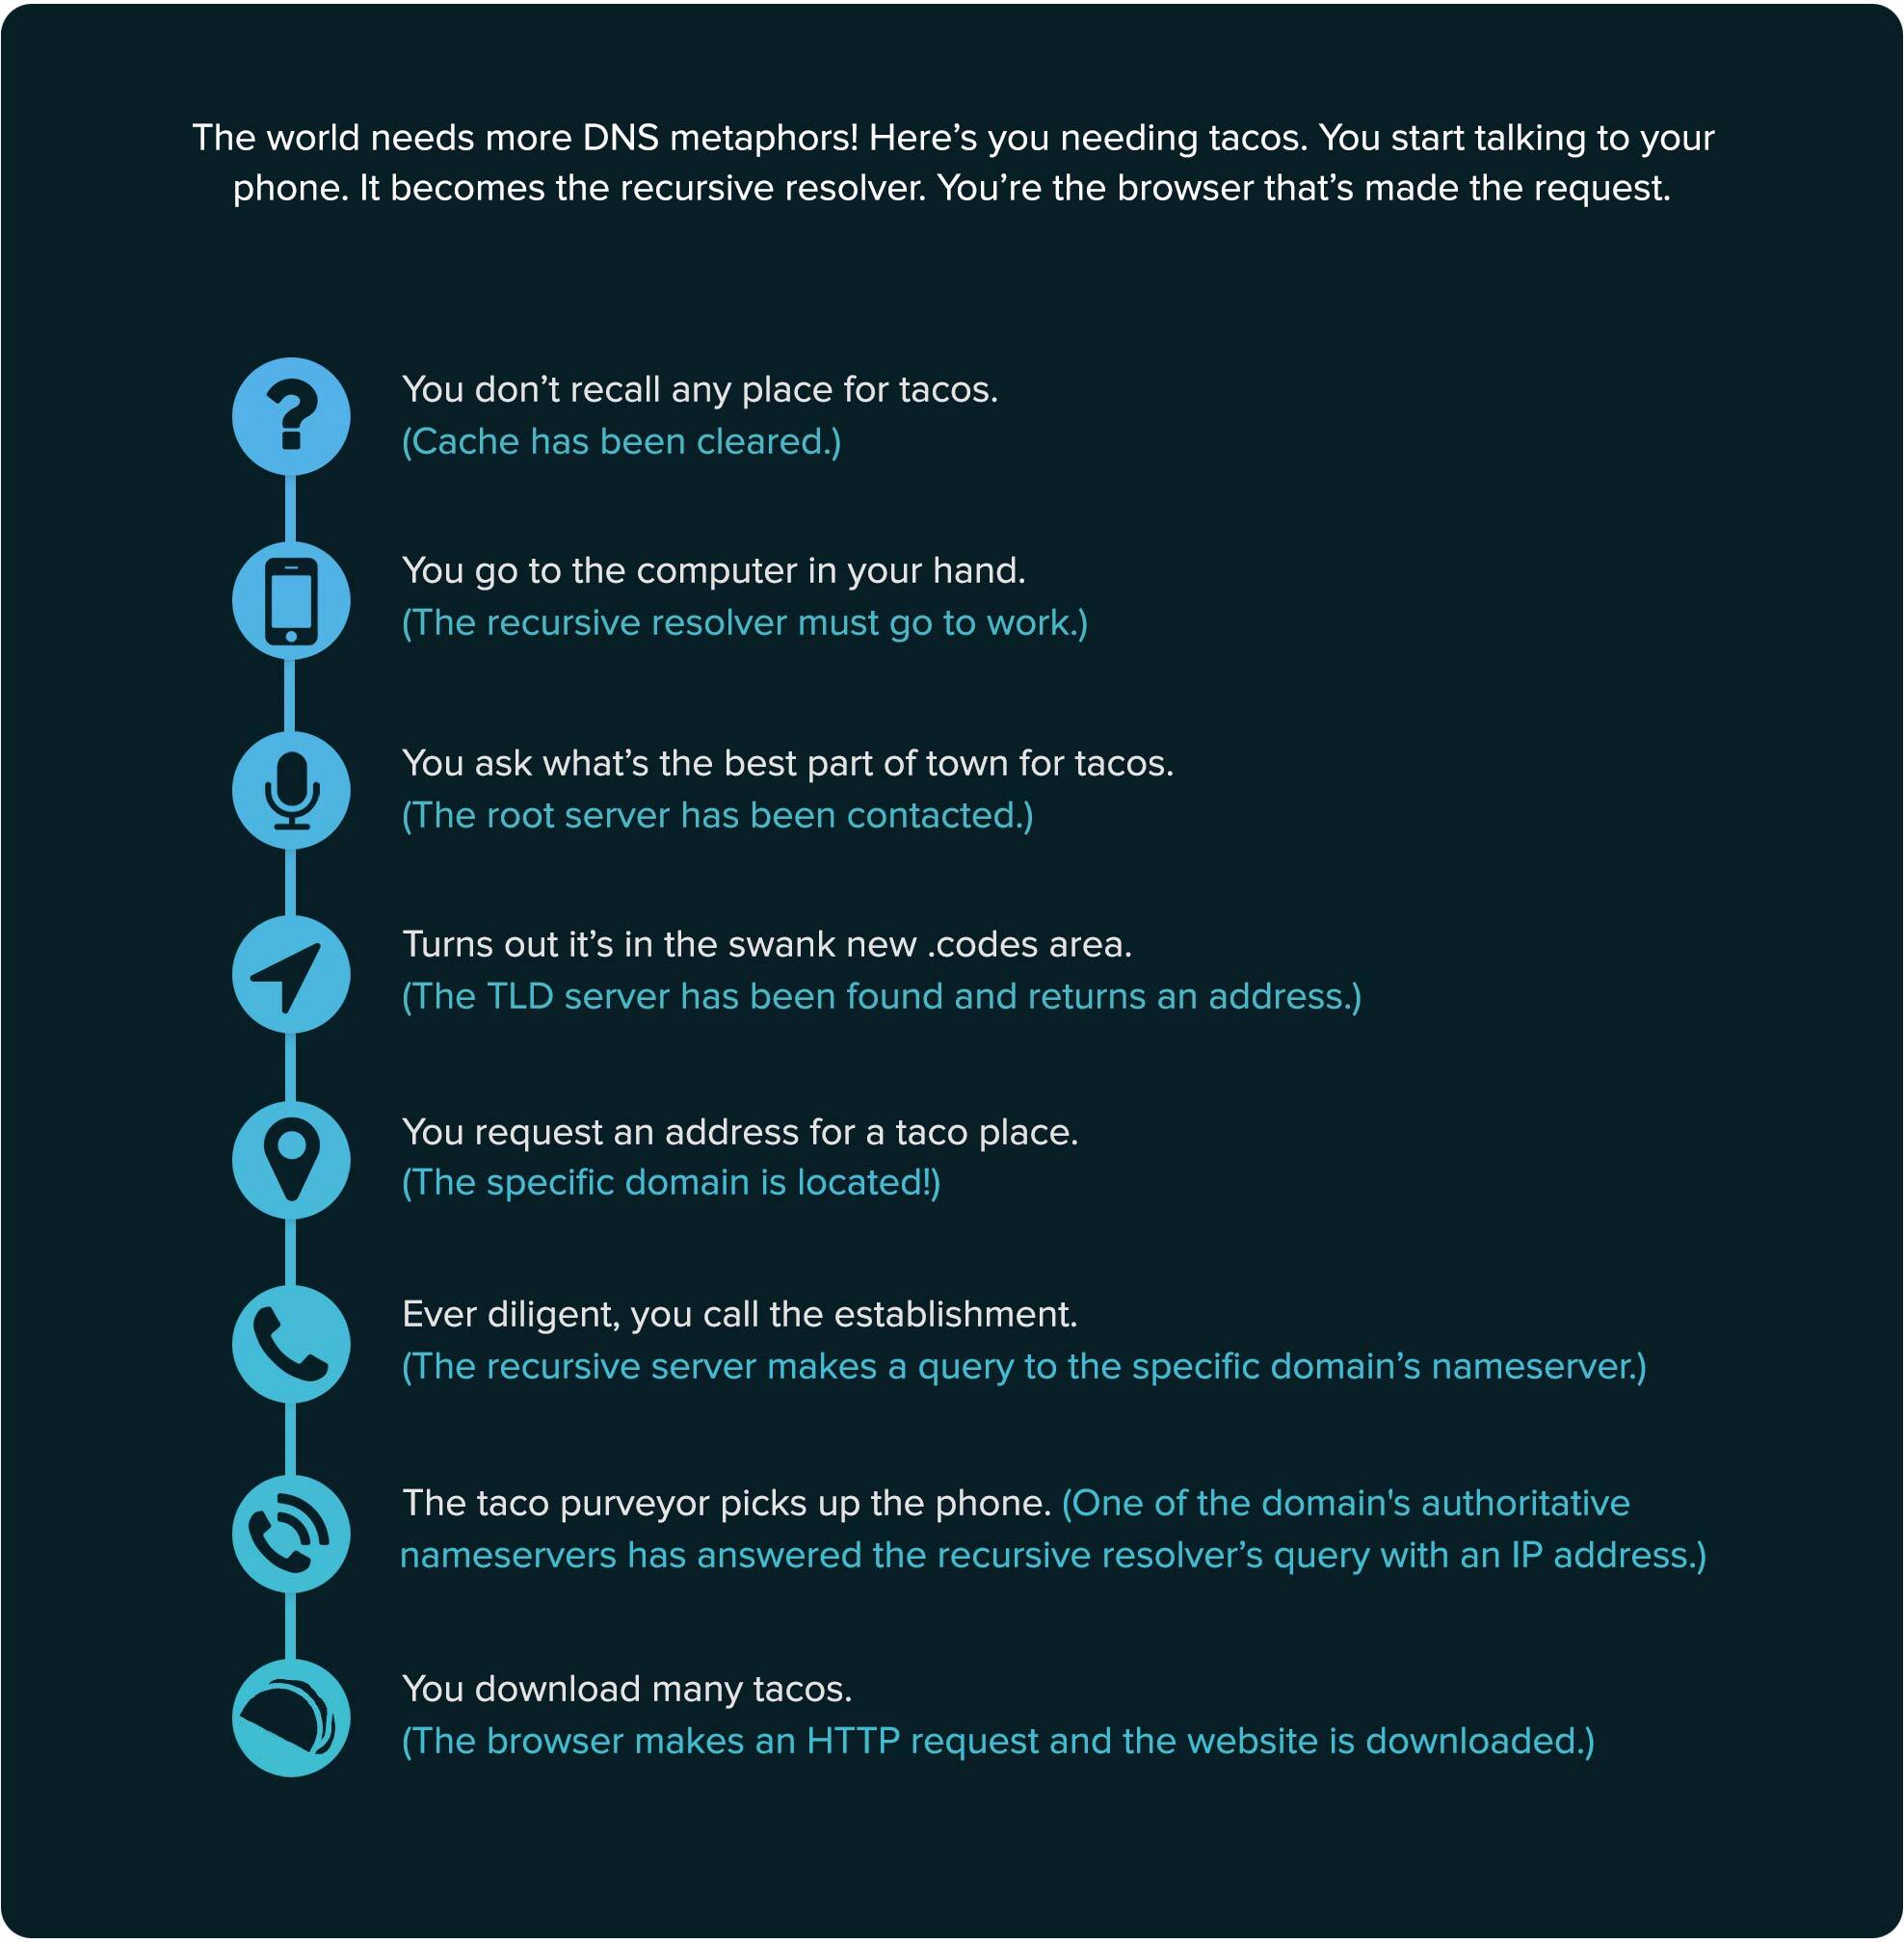 The world needs more DNS metaphors! Here’s you needing tacos. You start talking to your
phone. It becomes the recursive resolver. You’re the browser that’s made the request.
You don’t recall any place for tacos.
(Cache has been cleared.)
You go to the computer in your hand.
(The recursive resolver must go to work.)
You ask what’s the best part of town for tacos.
(The root server has been contacted.)
Turns out it’s in the swank new .codes area.
(The TLD server has been found and returns an address.)
You request an address for a taco place.
(The specific domain is located!)
Ever diligent, you call the establishment.
(The recursive server makes a query to the specific domain’s nameserver.)
The taco purveyor picks up the phone. (One of the domain's authoritative
nameservers has answered the recursive resolver’s query with an IP address.)
You download many tacos.
(The browser makes an HTTP request and the website is downloaded.)